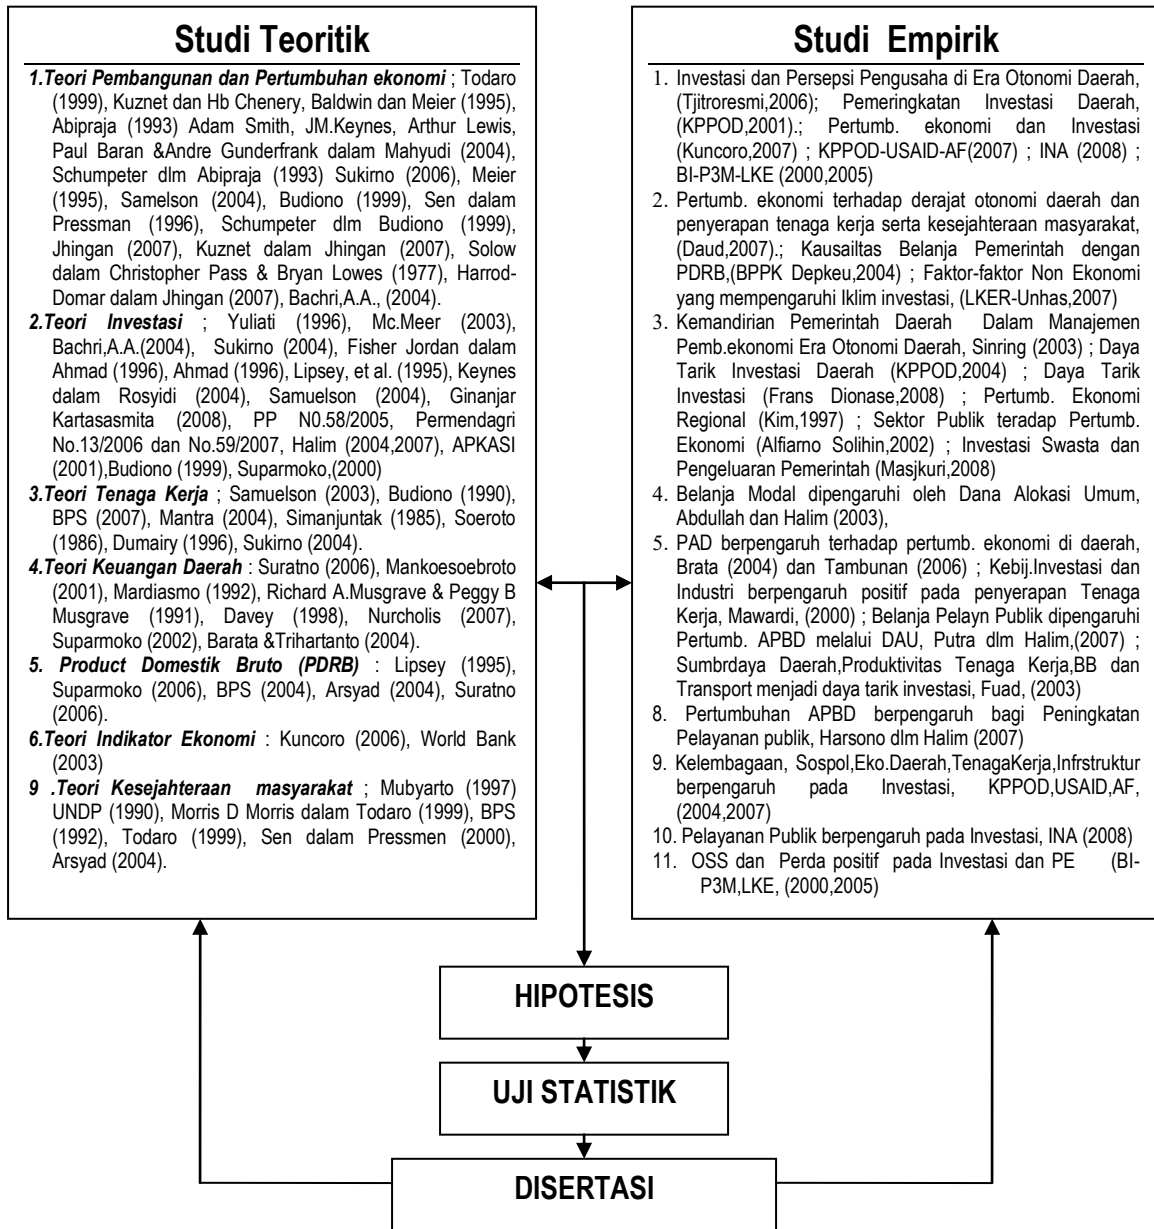 Studi Teoritik
1.Teori Pembangunan dan Pertumbuhan ekonomi ; Todaro
(1999), Kuznet dan Hb Chenery, Baldwin dan Meier (1995),
Abipraja (1993) Adam Smith, JM.Keynes, Arthur Lewis,
Paul Baran &Andre Gunderfrank dalam Mahyudi (2004),
Schumpeter dlm Abipraja (1993) Sukirno (2006), Meier
(1995), Samelson (2004), Budiono (1999), Sen dalam
Pressman (1996), Schumpeter dlm Budiono (1999),
Jhingan (2007), Kuznet dalam Jhingan (2007), Solow
dalam Christopher Pass & Bryan Lowes (1977), Harrod-
Domar dalam Jhingan (2007), Bachri,A.A., (2004).
2.Teori Investasi ; Yuliati (1996), Mc.Meer (2003),
Bachri,A.A.(2004), Sukirno (2004), Fisher Jordan dalam
Ahmad (1996), Ahmad (1996), Lipsey, et al. (1995), Keynes
dalam Rosyidi (2004), Samuelson (2004), Ginanjar
Kartasasmita (2008), PP N0.58/2005, Permendagri
No.13/2006 dan No.59/2007, Halim (2004,2007), APKASI
(2001),Budiono (1999), Suparmoko,(2000)
3.Teori Tenaga Kerja ; Samuelson (2003), Budiono (1990),
BPS (2007), Mantra (2004), Simanjuntak (1985), Soeroto
(1986), Dumairy (1996), Sukirno (2004).
4.Teori Keuangan Daerah : Suratno (2006), Mankoesoebroto
(2001), Mardiasmo (1992), Richard A.Musgrave & Peggy B
Musgrave (1991), Davey (1998), Nurcholis (2007),
Suparmoko (2002), Barata &Trihartanto (2004).
5. Product Domestik Bruto (PDRB) : Lipsey (1995),
Suparmoko (2006), BPS (2004), Arsyad (2004), Suratno
(2006).
6.Teori Indikator Ekonomi : Kuncoro (2006), World Bank
(2003)
9 .Teori Kesejahteraan masyarakat ; Mubyarto (1997)
UNDP (1990), Morris D Morris dalam Todaro (1999), BPS
(1992), Todaro (1999), Sen dalam Pressmen (2000),
Arsyad (2004).
Studi Empirik
1. Investasi dan Persepsi Pengusaha di Era Otonomi Daerah,
(Tjitroresmi,2006); Pemeringkatan Investasi Daerah,
(KPPOD,2001).; Pertumb. ekonomi dan Investasi
(Kuncoro,2007) ; KPPOD-USAID-AF(2007) ; INA (2008) ;
BI-P3M-LKE (2000,2005)
2. Pertumb. ekonomi terhadap derajat otonomi daerah dan
penyerapan tenaga kerja serta kesejahteraan masyarakat,
(Daud,2007).; Kausailtas Belanja Pemerintah dengan
PDRB,(BPPK Depkeu,2004) ; Faktor-faktor Non Ekonomi
yang mempengaruhi Iklim investasi, (LKER-Unhas,2007)
3. Kemandirian Pemerintah Daerah Dalam Manajemen
Pemb.ekonomi Era Otonomi Daerah, Sinring (2003) ; Daya
Tarik Investasi Daerah (KPPOD,2004) ; Daya Tarik
Investasi (Frans Dionase,2008) ; Pertumb. Ekonomi
Regional (Kim,1997) ; Sektor Publik teradap Pertumb.
Ekonomi (Alfiarno Solihin,2002) ; Investasi Swasta dan
Pengeluaran Pemerintah (Masjkuri,2008)
4. Belanja Modal dipengaruhi oleh Dana Alokasi Umum,
Abdullah dan Halim (2003),
5. PAD berpengaruh terhadap pertumb. ekonomi di daerah,
Brata (2004) dan Tambunan (2006) ; Kebij.Investasi dan
Industri berpengaruh positif pada penyerapan Tenaga
Kerja, Mawardi, (2000) ; Belanja Pelayn Publik dipengaruhi
Pertumb. APBD melalui DAU, Putra dlm Halim,(2007) ;
Sumbrdaya Daerah,Produktivitas Tenaga Kerja,BB dan
Transport menjadi daya tarik investasi, Fuad, (2003)
8. Pertumbuhan APBD berpengaruh bagi Peningkatan
Pelayanan publik, Harsono dlm Halim (2007)
9. Kelembagaan, Sospol,Eko.Daerah,TenagaKerja,Infrstruktur
berpengaruh pada Investasi, KPPOD,USAID,AF,
(2004,2007)
10. Pelayanan Publik berpengaruh pada Investasi, INA (2008)
11. OSS dan Perda positif pada Investasi dan PE (BI-
P3M,LKE, (2000,2005)
HIPOTESIS
UJI STATISTIK
DISERTASI